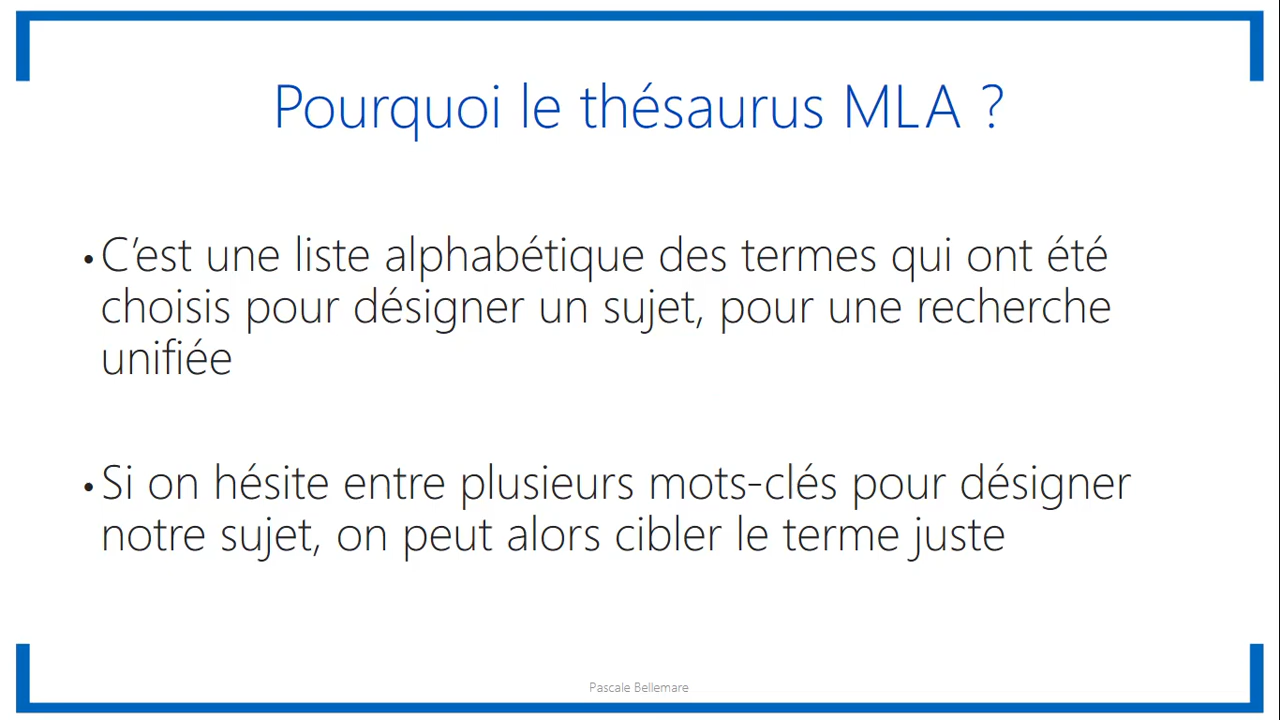 Pourquoi le thésaurus MLA ?
•C’est une liste alphabétique des termes qui ont été
choisis pour désigner un sujet, pour une recherche
unifiée
•Si on hésite entre plusieurs mots-clés pour désigner
notre sujet, on peut alors cibler le terme juste
Pascale Bellemare